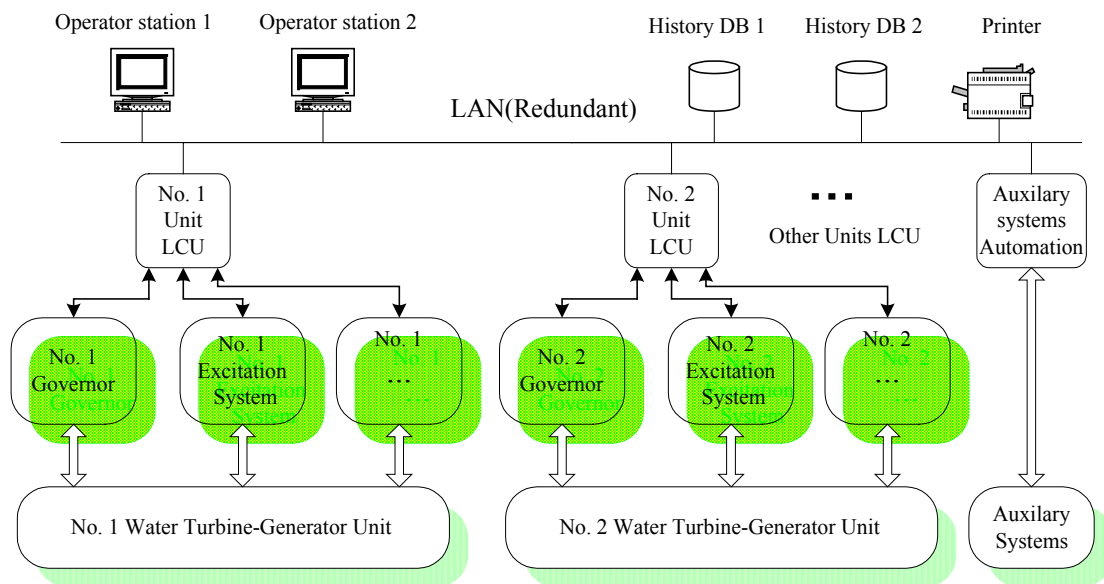 Operator station 1
Operator station 2
History DB 1
History DB 2
Printer
LAN(Redundant)
No. 1
Unit
LCU
No. 2
Unit
LCU
...
Other Units LCU
Auxilary
systems
Automation
No. 1
Governor
No. 1
Excitation
System
No. 1
...
No. 2
Governor
No. 2
Excitation
System
No. 2
...
No. 1 Water Turbine-Generator Unit
No. 2 Water Turbine-Generator Unit
Auxilary
Systems